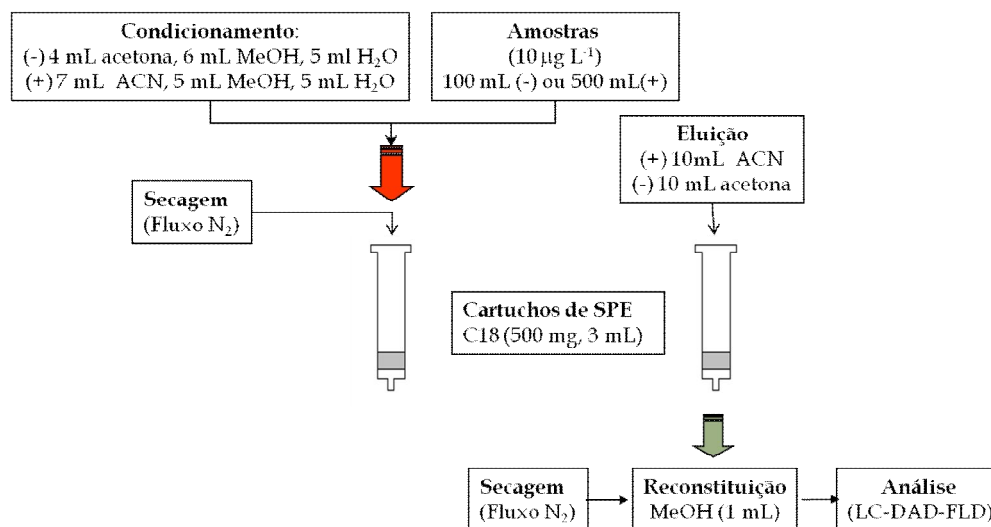 Condicionamento:
(-) 4 mL acetona, 6 mL MeOH, 5 ml H₂O
(+) 7 mL ACN, 5 mL MeOH, 5 mL H₂O
Amostras
(10 µg L⁻¹)
100 mL (-) ou 500 mL(+)
Eluição
(+) 10mL ACN
(-) 10 mL acetona
Secagem
(Fluxo N₂)
Cartuchos de SPE
C18 (500 mg, 3 mL)
Secagem
(Fluxo N₂)
Reconstituição
MeOH (1 mL)
Análise
(LC-DAD-FLD)